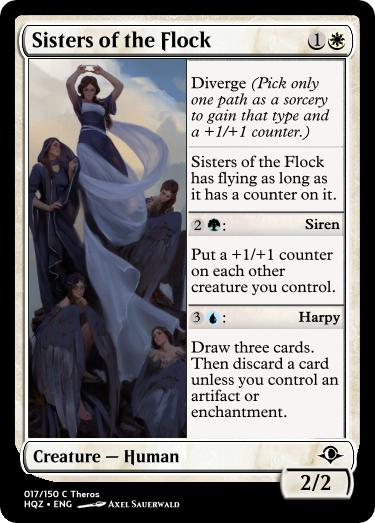 Sisters of the Flock 1
Diverge (Pick only
one path as a sorcery
to gain that type and
a +1/+1 counter.)
Sisters of the Flock
has flying as long as
it has a counter on it.
2 : Siren
Put a +1/+1 counter
on each other
creature you control.
3 : Harpy
Draw three cards.
Then discard a card
unless you control an
artifact or
enchantment.
Creature — Human
2/2
017/150 C Theros
HQZ • ENG Axel Sauerwald